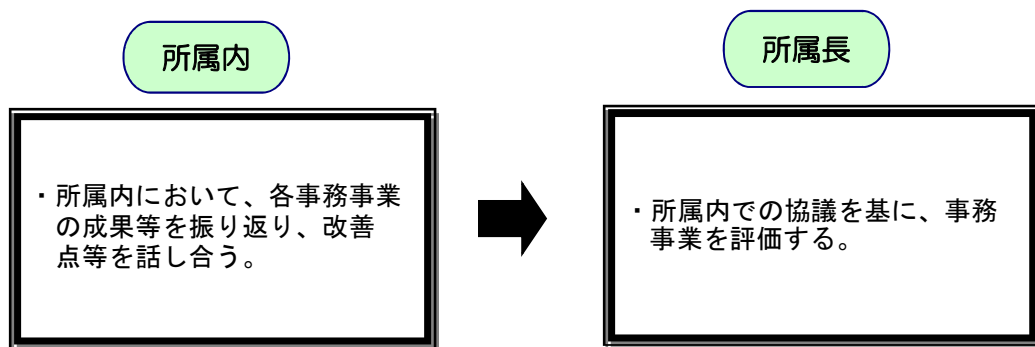 所属内
・所属内において、各事務事業
の成果等を振り返り、改善
点等を話し合う。
所属長
・所属内での協議を基に、事務
事業を評価する。